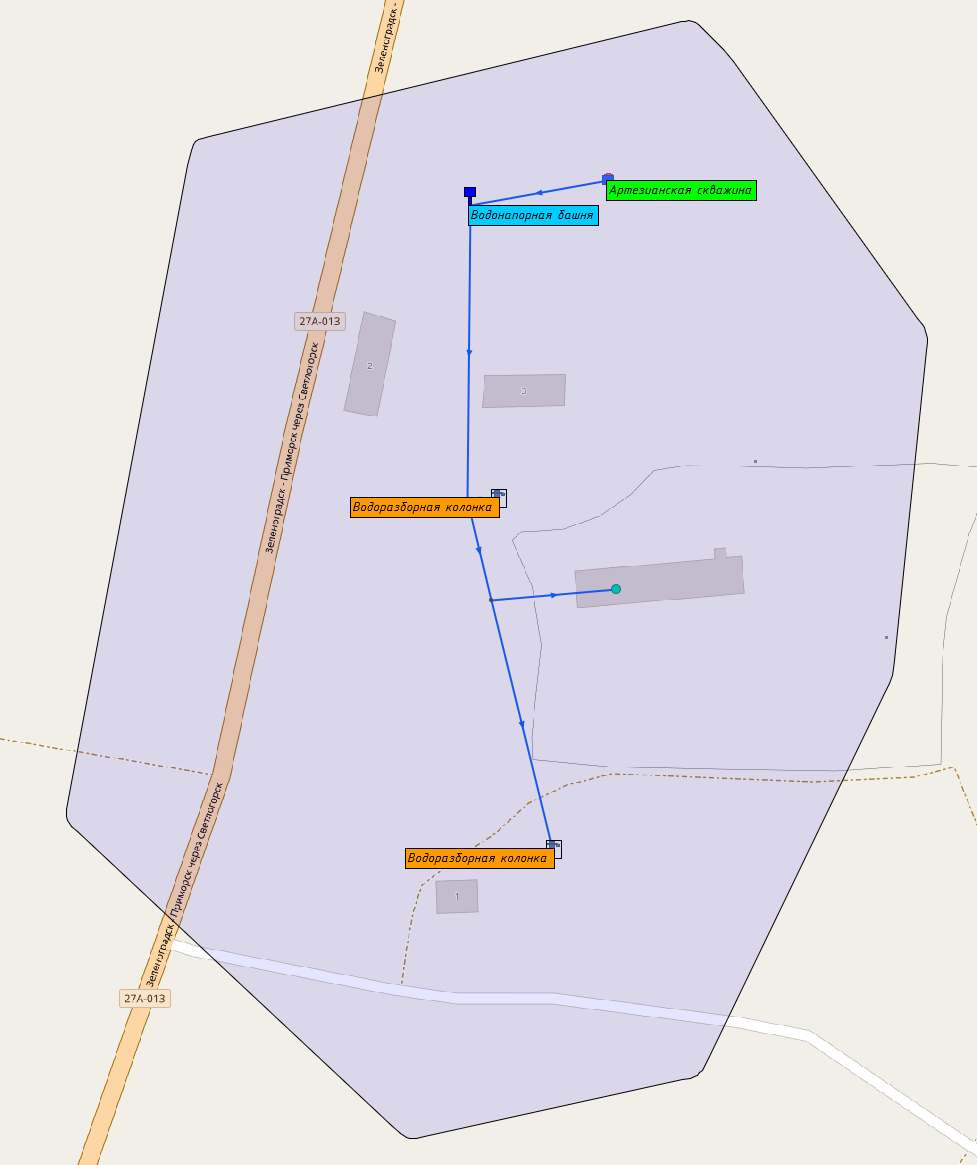 Зеленоградск -
Артезианская скважина
Водонапорная башня
27А-013
2
3
Зеленоградск - Приморск через Светлогорск
Водоразборная колонка
Водоразборная колонка
1
Зеленоградск - Приморск через Светлогорск
27А-013